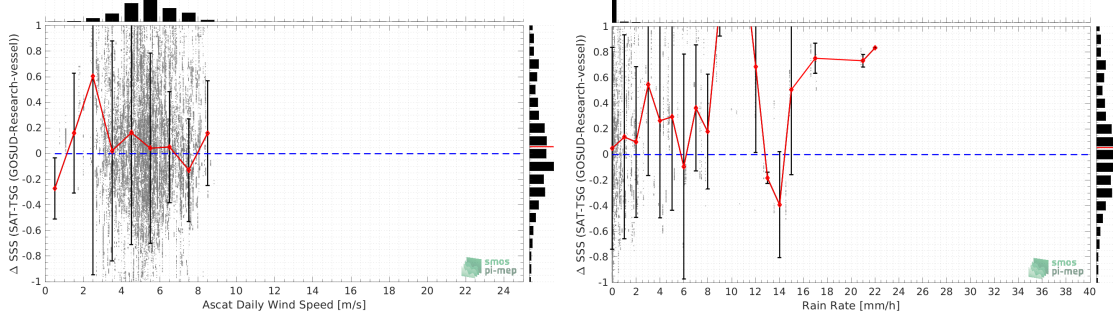 Δ SSS (SAT-TSG (GOSUD-Research-vessel))
1
0.8
0.6
0.4
0.2
0
-0.2
-0.4
-0.6
-0.8
-1
0 2 4 6 8 10 12 14 16 18 20 22 24
Ascat Daily Wind Speed [m/s]
smos
pi-mep
Δ SSS (SAT-TSG (GOSUD-Research-vessel))
1
0.8
0.6
0.4
0.2
0
-0.2
-0.4
-0.6
-0.8
-1
0 2 4 6 8 10 12 14 16 18 20 22 24 26 28 30 32 34 36 38 40
Rain Rate [mm/h]
smos
pi-mep